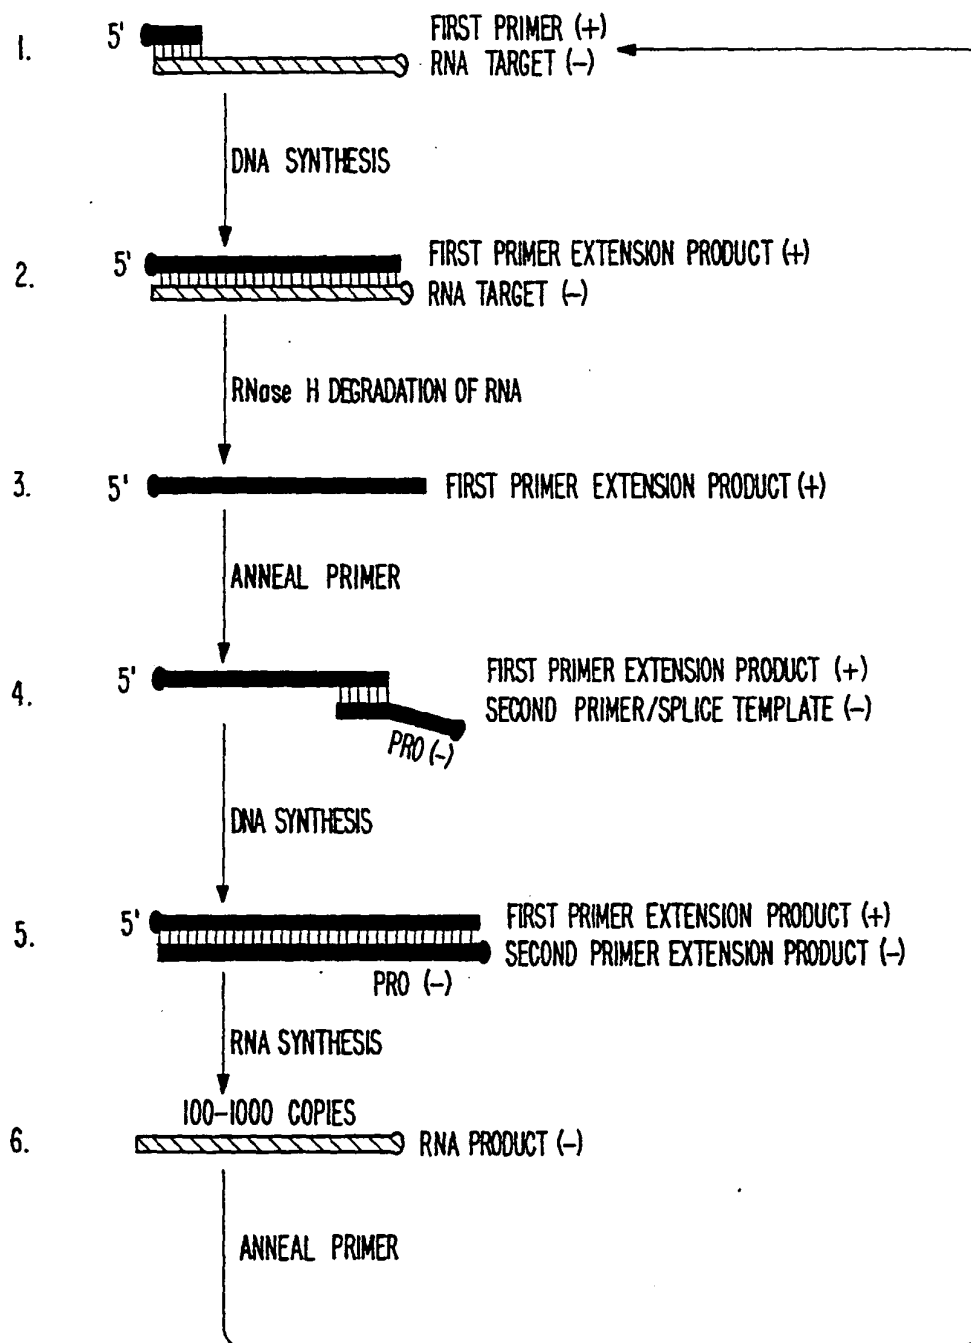 1.
5'
FIRST PRIMER (+)
RNA TARGET (–)
DNA SYNTHESIS
2.
5'
FIRST PRIMER EXTENSION PRODUCT (+)
RNA TARGET (–)
RNase H DEGRADATION OF RNA
3.
5'
FIRST PRIMER EXTENSION PRODUCT (+)
ANNEAL PRIMER
4.
5'
FIRST PRIMER EXTENSION PRODUCT (+)
SECOND PRIMER/SPLICE TEMPLATE (–)
PRO (–)
DNA SYNTHESIS
5.
5'
FIRST PRIMER EXTENSION PRODUCT (+)
SECOND PRIMER EXTENSION PRODUCT (–)
PRO (–)
RNA SYNTHESIS
100–1000 COPIES
6.
RNA PRODUCT (–)
ANNEAL PRIMER